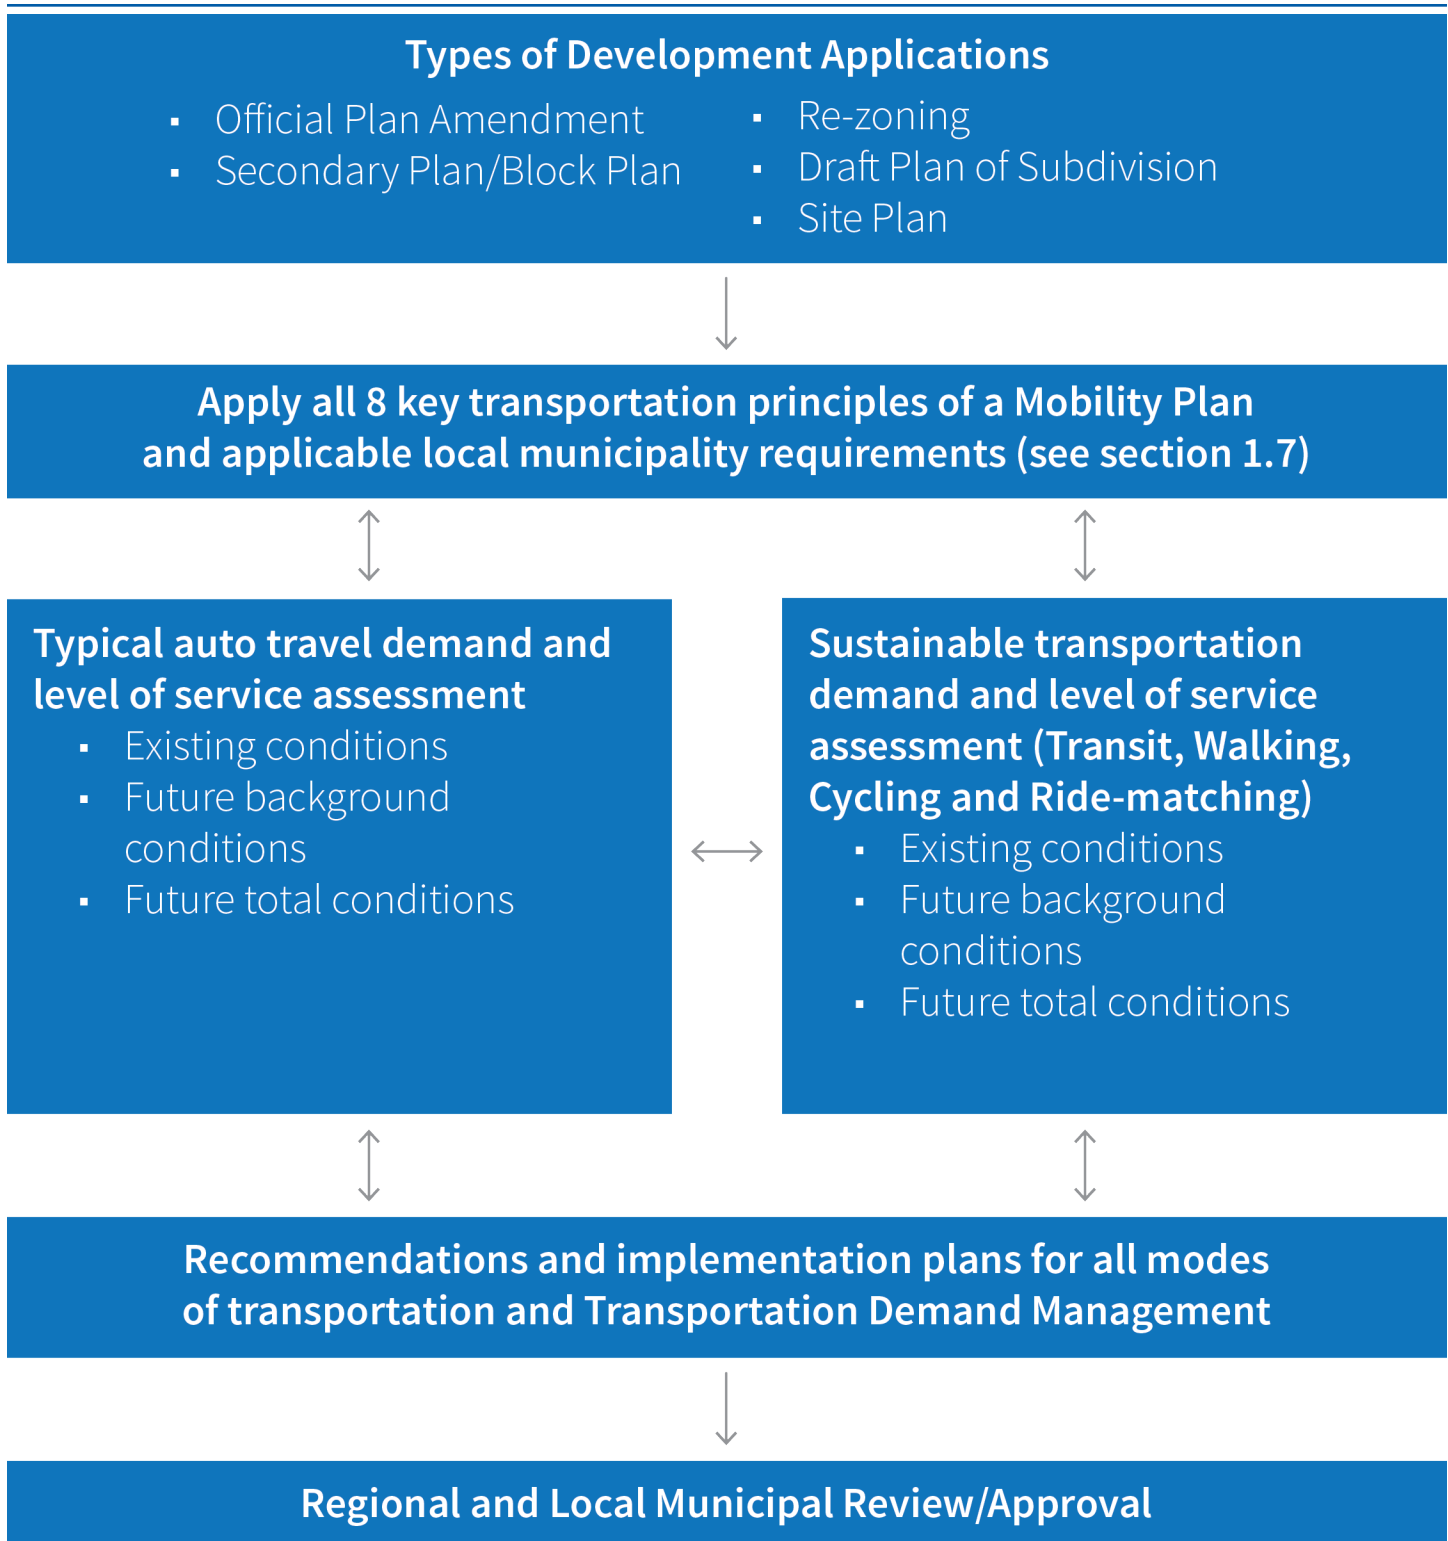 Types of Development Applications
▪ Official Plan Amendment
▪ Secondary Plan/Block Plan
▪ Re-zoning
▪ Draft Plan of Subdivision
▪ Site Plan
Apply all 8 key transportation principles of a Mobility Plan
and applicable local municipality requirements (see section 1.7)
Typical auto travel demand and
level of service assessment
▪ Existing conditions
▪ Future background
conditions
▪ Future total conditions
Sustainable transportation
demand and level of service
assessment (Transit, Walking,
Cycling and Ride-matching)
▪ Existing conditions
▪ Future background
conditions
▪ Future total conditions
Recommendations and implementation plans for all modes
of transportation and Transportation Demand Management
Regional and Local Municipal Review/Approval